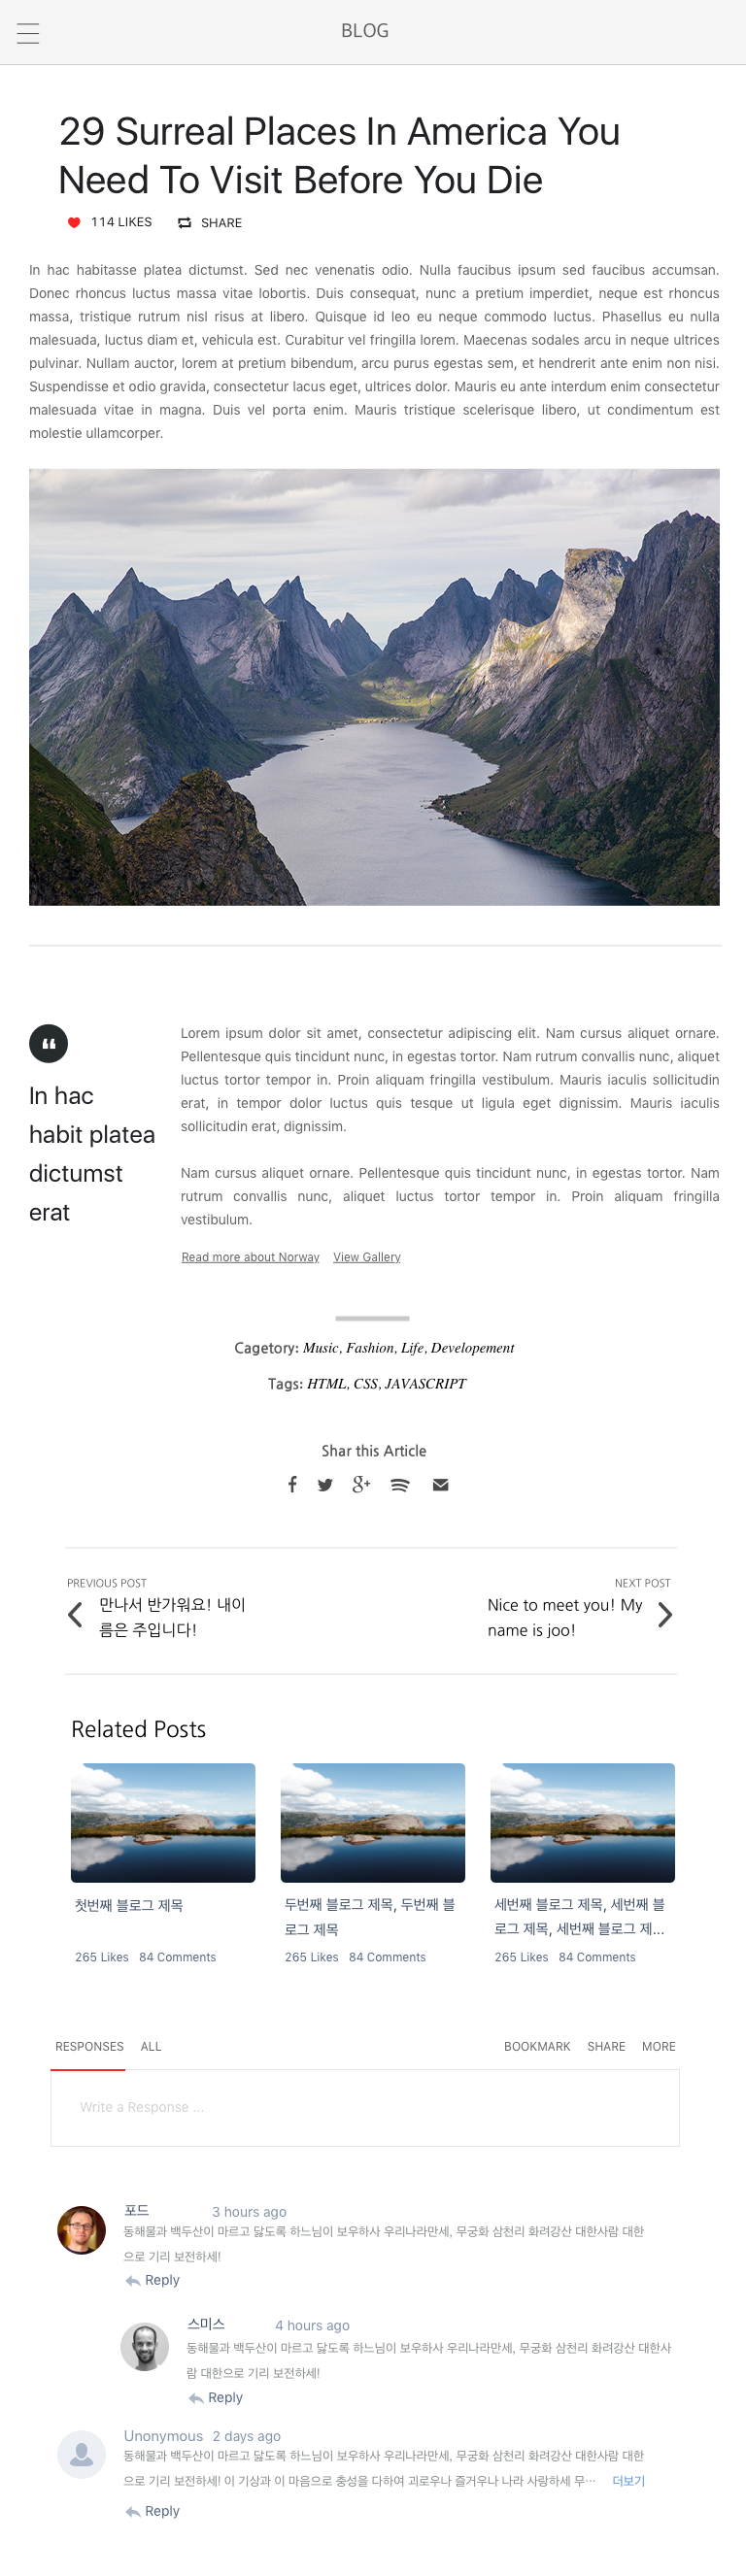 BLOG
29 Surreal Places In America You
Need To Visit Before You Die
114 LIKES SHARE
In hac habitasse platea dictumst. Sed nec venenatis odio. Nulla faucibus ipsum sed faucibus accumsan.
Donec rhoncus luctus massa vitae lobortis. Duis consequat, nunc a pretium imperdiet, neque est rhoncus
massa, tristique rutrum nisl risus at libero. Quisque id leo eu neque commodo luctus. Phasellus eu nulla
malesuada, luctus diam et, vehicula est. Curabitur vel fringilla lorem. Maecenas sodales arcu in neque ultrices
pulvinar. Nullam auctor, lorem at pretium bibendum, arcu purus egestas sem, et hendrerit ante enim non nisi.
Suspendisse et odio gravida, consectetur lacus eget, ultrices dolor. Mauris eu ante interdum enim consectetur
malesuada vitae in magna. Duis vel porta enim. Mauris tristique scelerisque libero, ut condimentum est
molestie ullamcorper.
In hac
habit platea
dictumst
erat
Lorem ipsum dolor sit amet, consectetur adipiscing elit. Nam cursus aliquet ornare.
Pellentesque quis tincidunt nunc, in egestas tortor. Nam rutrum convallis nunc, aliquet
luctus tortor tempor in. Proin aliquam fringilla vestibulum. Mauris iaculis sollicitudin
erat, in tempor dolor luctus quis tesque ut ligula eget dignissim. Mauris iaculis
sollicitudin erat, dignissim.
Nam cursus aliquet ornare. Pellentesque quis tincidunt nunc, in egestas tortor. Nam
rutrum convallis nunc, aliquet luctus tortor tempor in. Proin aliquam fringilla
vestibulum.
Read more about Norway View Gallery
Cagetory: Music, Fashion, Life, Developement
Tags: HTML, CSS, JAVASCRIPT
Shar this Article
PREVIOUS POST
만나서 반가워요! 내이
름은 주입니다!
NEXT POST
Nice to meet you! My
name is joo!
Related Posts
첫번째 블로그 제목
265 Likes 84 Comments
두번째 블로그 제목, 두번째 블
로그 제목
265 Likes 84 Comments
세번째 블로그 제목, 세번째 블
로그 제목, 세번째 블로그 제...
265 Likes 84 Comments
RESPONSES ALL BOOKMARK SHARE MORE
Write a Response ...
포드 3 hours ago
동해물과 백두산이 마르고 닳도록 하느님이 보우하사 우리나라만세, 무궁화 삼천리 화려강산 대한사람 대한
으로 기리 보전하세!
Reply
스미스 4 hours ago
동해물과 백두산이 마르고 닳도록 하느님이 보우하사 우리나라만세, 무궁화 삼천리 화려강산 대한사
람 대한으로 기리 보전하세!
Reply
Unonymous 2 days ago
동해물과 백두산이 마르고 닳도록 하느님이 보우하사 우리나라만세, 무궁화 삼천리 화려강산 대한사람 대한
으로 기리 보전하세! 이 기상과 이 마음으로 충성을 다하여 괴로우나 즐거우나 나라 사랑하세 무… 더보기
Reply